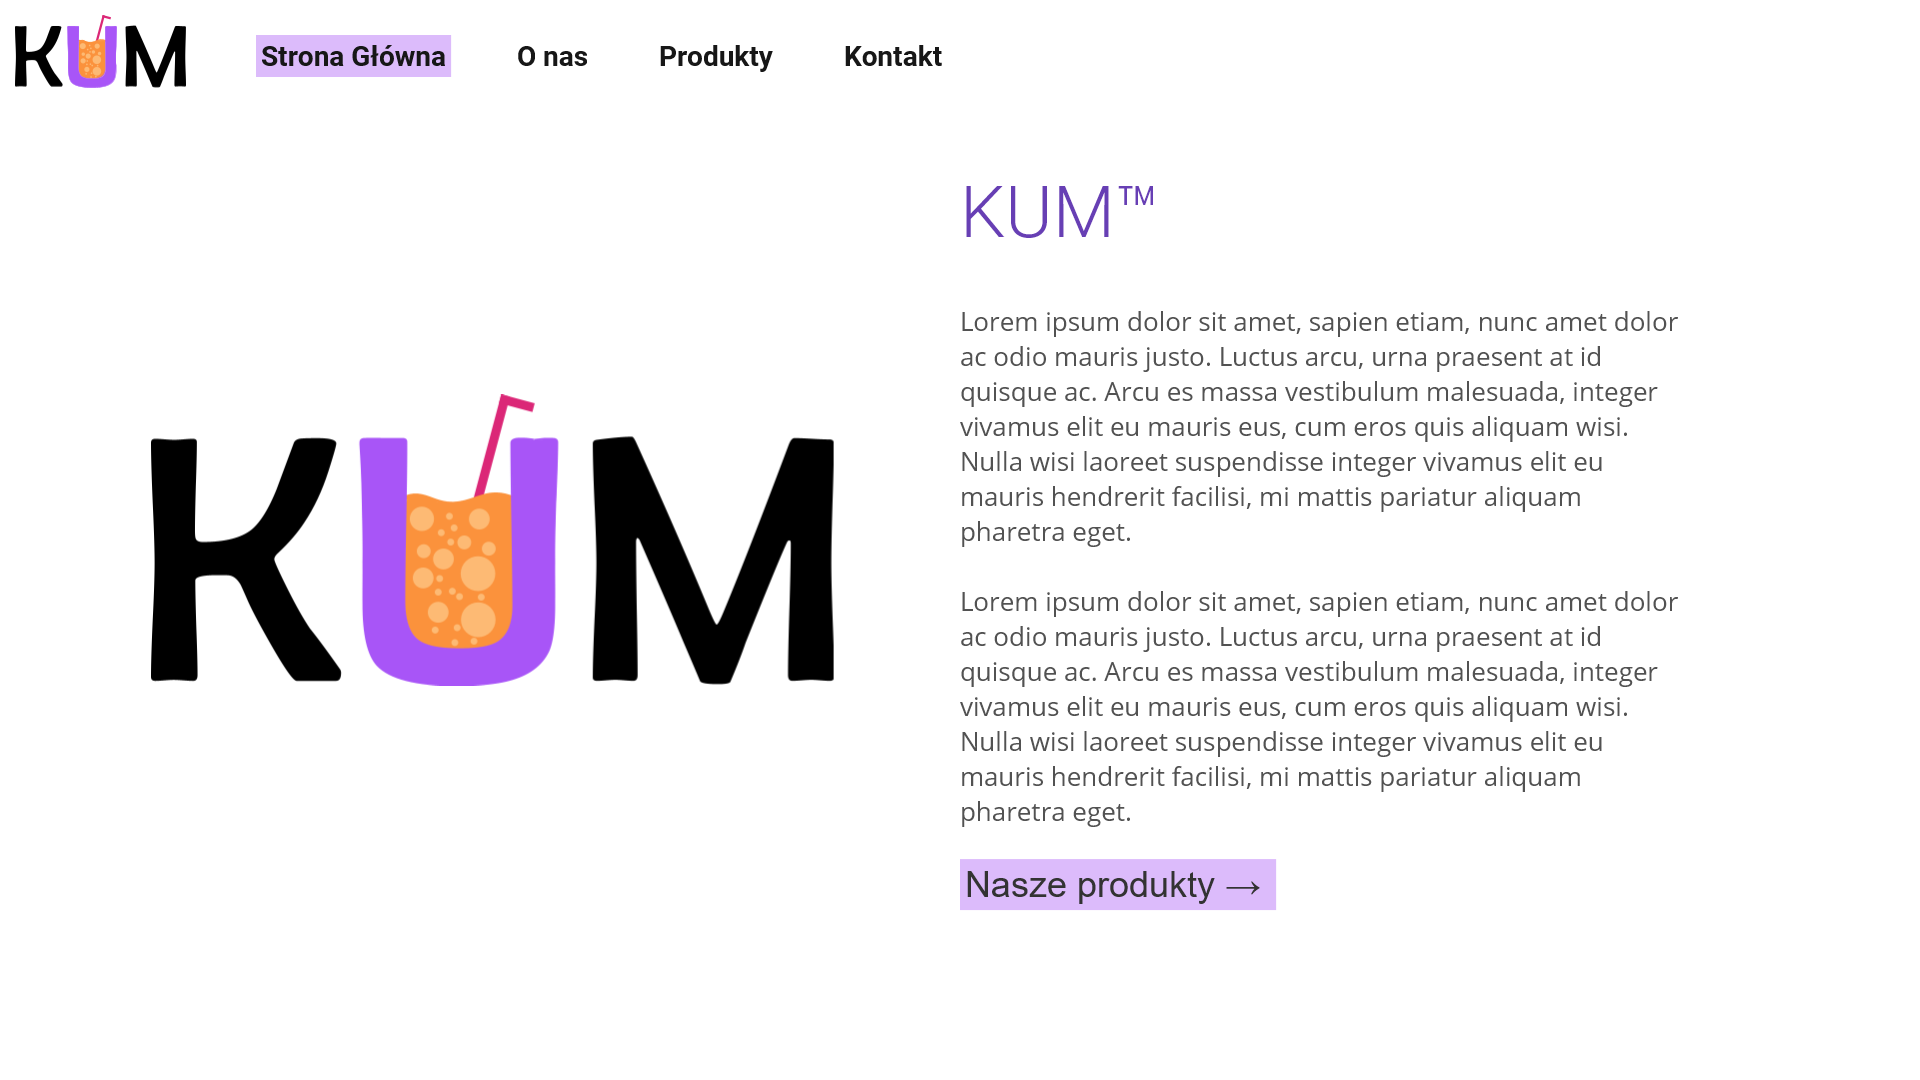 KUM
Strona Główna
O nas
Produkty
Kontakt
KUM
KUM™
Lorem ipsum dolor sit amet, sapien etiam, nunc amet dolor
ac odio mauris justo. Luctus arcu, urna praesent at id
quisque ac. Arcu es massa vestibulum malesuada, integer
vivamus elit eu mauris eus, cum eros quis aliquam wisi.
Nulla wisi laoreet suspendisse integer vivamus elit eu
mauris hendrerit facilisi, mi mattis pariatur aliquam
pharetra eget.
Lorem ipsum dolor sit amet, sapien etiam, nunc amet dolor
ac odio mauris justo. Luctus arcu, urna praesent at id
quisque ac. Arcu es massa vestibulum malesuada, integer
vivamus elit eu mauris eus, cum eros quis aliquam wisi.
Nulla wisi laoreet suspendisse integer vivamus elit eu
mauris hendrerit facilisi, mi mattis pariatur aliquam
pharetra eget.
Nasze produkty →